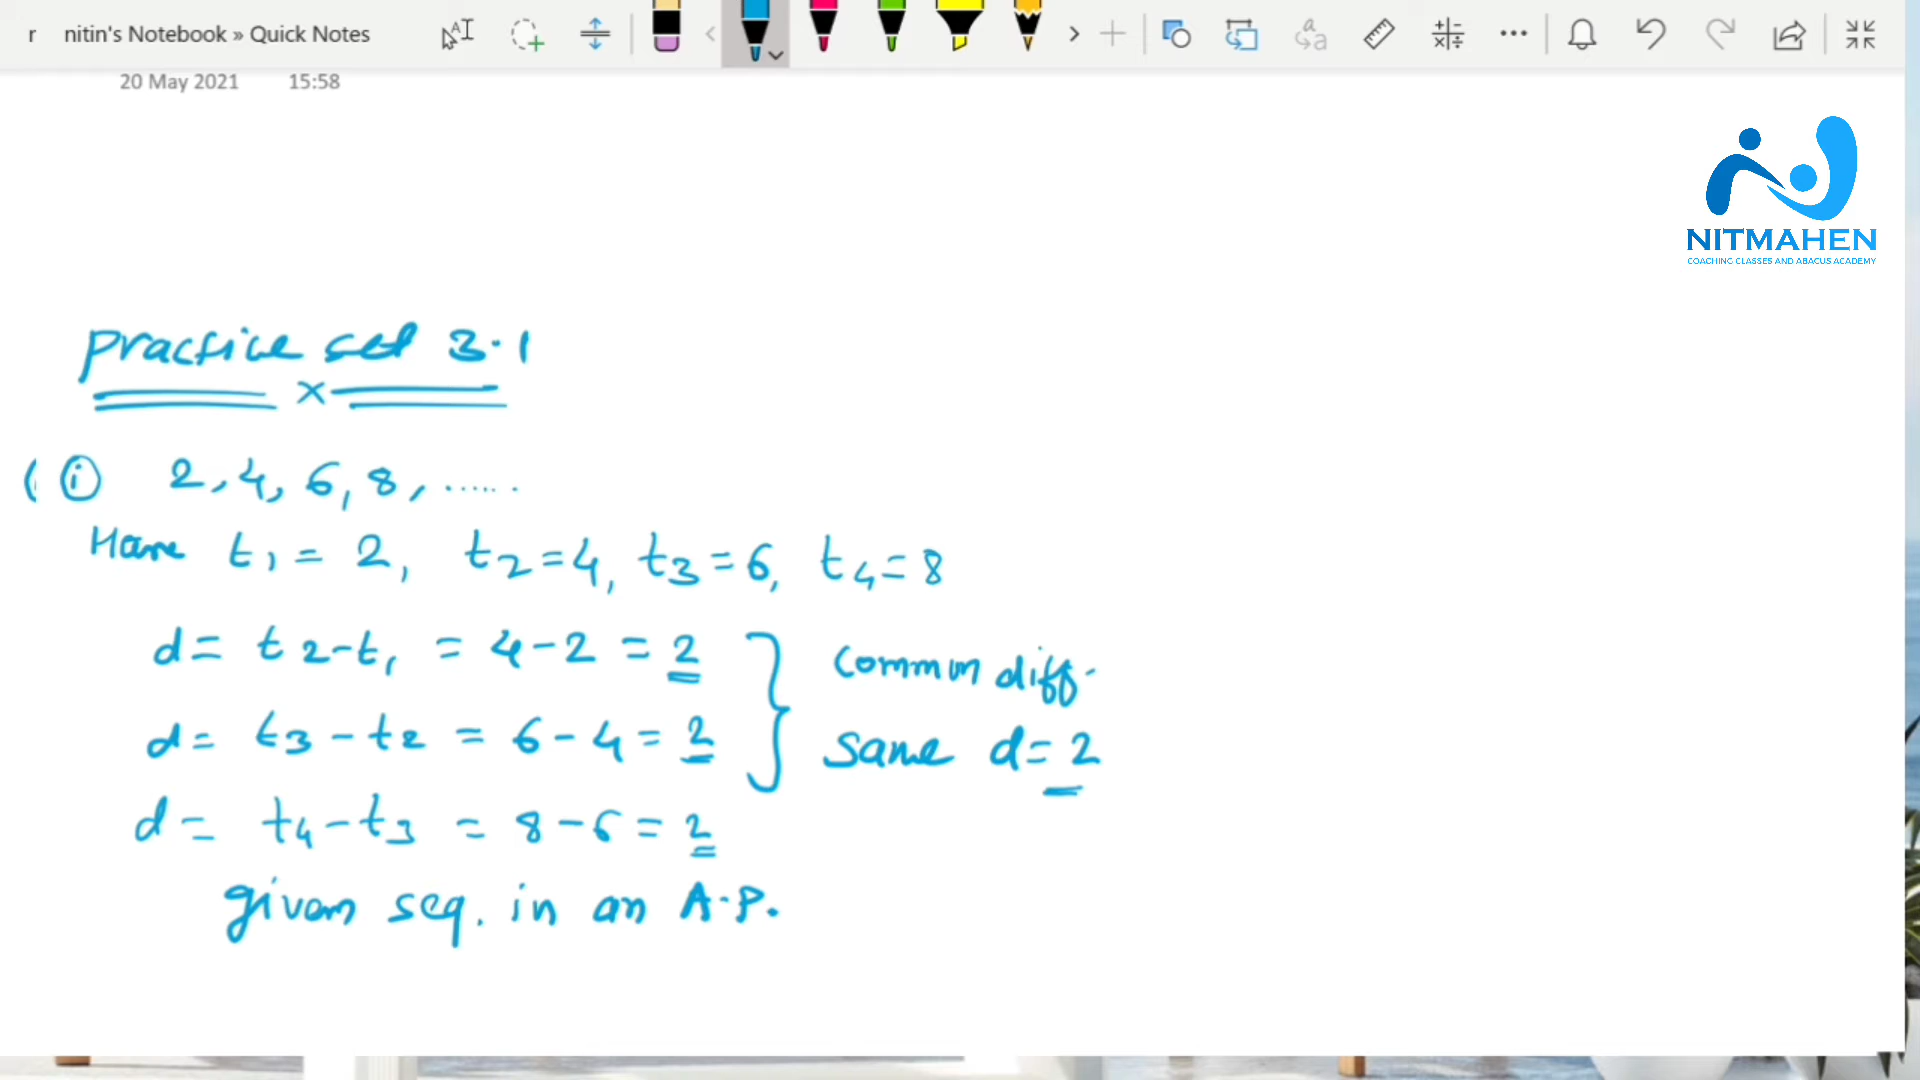 r nitin's Notebook » Quick Notes
20 May 2021 15:58
NITMAHEN
COACHING CLASSES AND ABACUS ACADEMY
practice set 3.1
(i) 2, 4, 6, 8, ......
Here t1 = 2, t2 = 4, t3 = 6, t4 = 8
d = t2 - t1 = 4 - 2 = 2
common diff.
d = t3 - t2 = 6 - 4 = 2
same d = 2
d = t4 - t3 = 8 - 6 = 2
given seq. in an A.P.